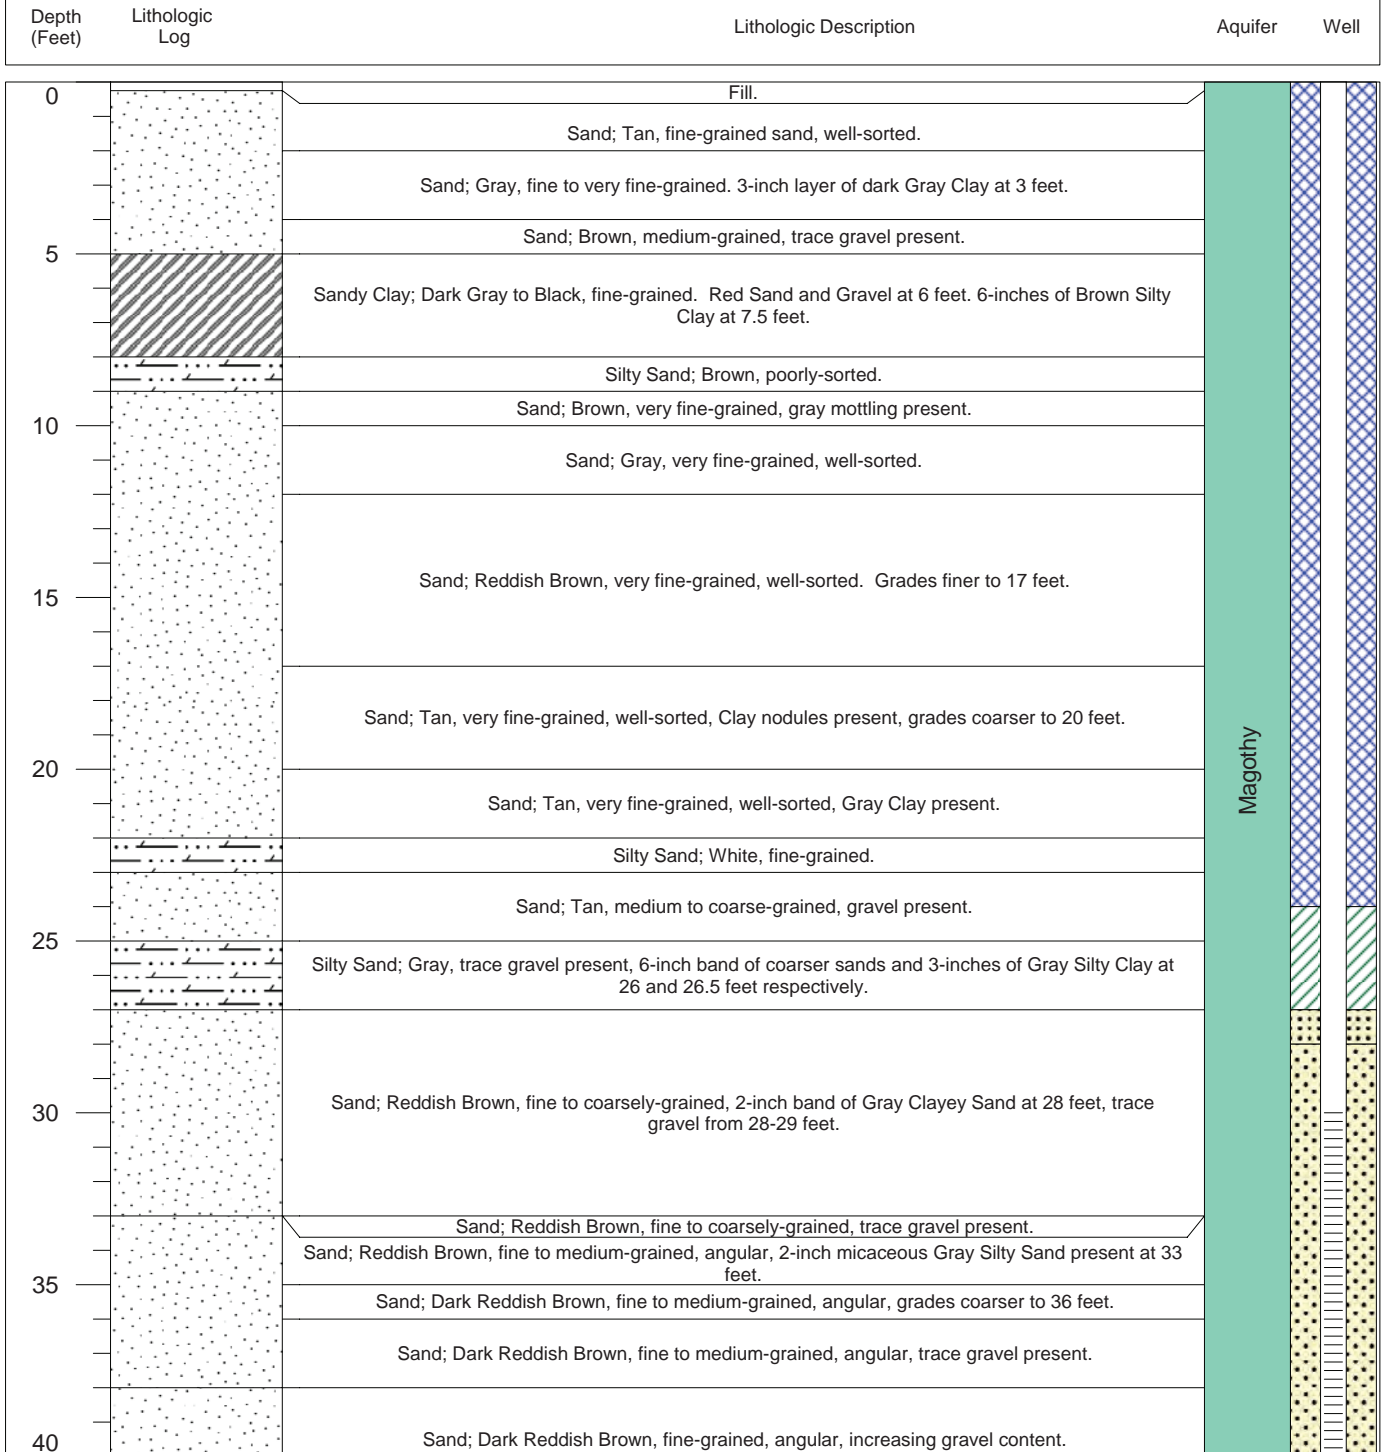 Depth
(Feet)
Lithologic
Log
Lithologic Description
Aquifer
Well
0
Fill.
Sand; Tan, fine-grained sand, well-sorted.
Sand; Gray, fine to very fine-grained. 3-inch layer of dark Gray Clay at 3 feet.
Sand; Brown, medium-grained, trace gravel present.
5
Sandy Clay; Dark Gray to Black, fine-grained.  Red Sand and Gravel at 6 feet. 6-inches of Brown Silty
Clay at 7.5 feet.
Silty Sand; Brown, poorly-sorted.
Sand; Brown, very fine-grained, gray mottling present.
10
Sand; Gray, very fine-grained, well-sorted.
Sand; Reddish Brown, very fine-grained, well-sorted.  Grades finer to 17 feet.
15
Sand; Tan, very fine-grained, well-sorted, Clay nodules present, grades coarser to 20 feet.
Magothy
20
Sand; Tan, very fine-grained, well-sorted, Gray Clay present.
Silty Sand; White, fine-grained.
Sand; Tan, medium to coarse-grained, gravel present.
25
Silty Sand; Gray, trace gravel present, 6-inch band of coarser sands and 3-inches of Gray Silty Clay at
26 and 26.5 feet respectively.
Sand; Reddish Brown, fine to coarsely-grained, 2-inch band of Gray Clayey Sand at 28 feet, trace
gravel from 28-29 feet.
30
Sand; Reddish Brown, fine to coarsely-grained, trace gravel present.
Sand; Reddish Brown, fine to medium-grained, angular, 2-inch micaceous Gray Silty Sand present at 33
feet.
35
Sand; Dark Reddish Brown, fine to medium-grained, angular, grades coarser to 36 feet.
Sand; Dark Reddish Brown, fine to medium-grained, angular, trace gravel present.
Sand; Dark Reddish Brown, fine-grained, angular, increasing gravel content.
40